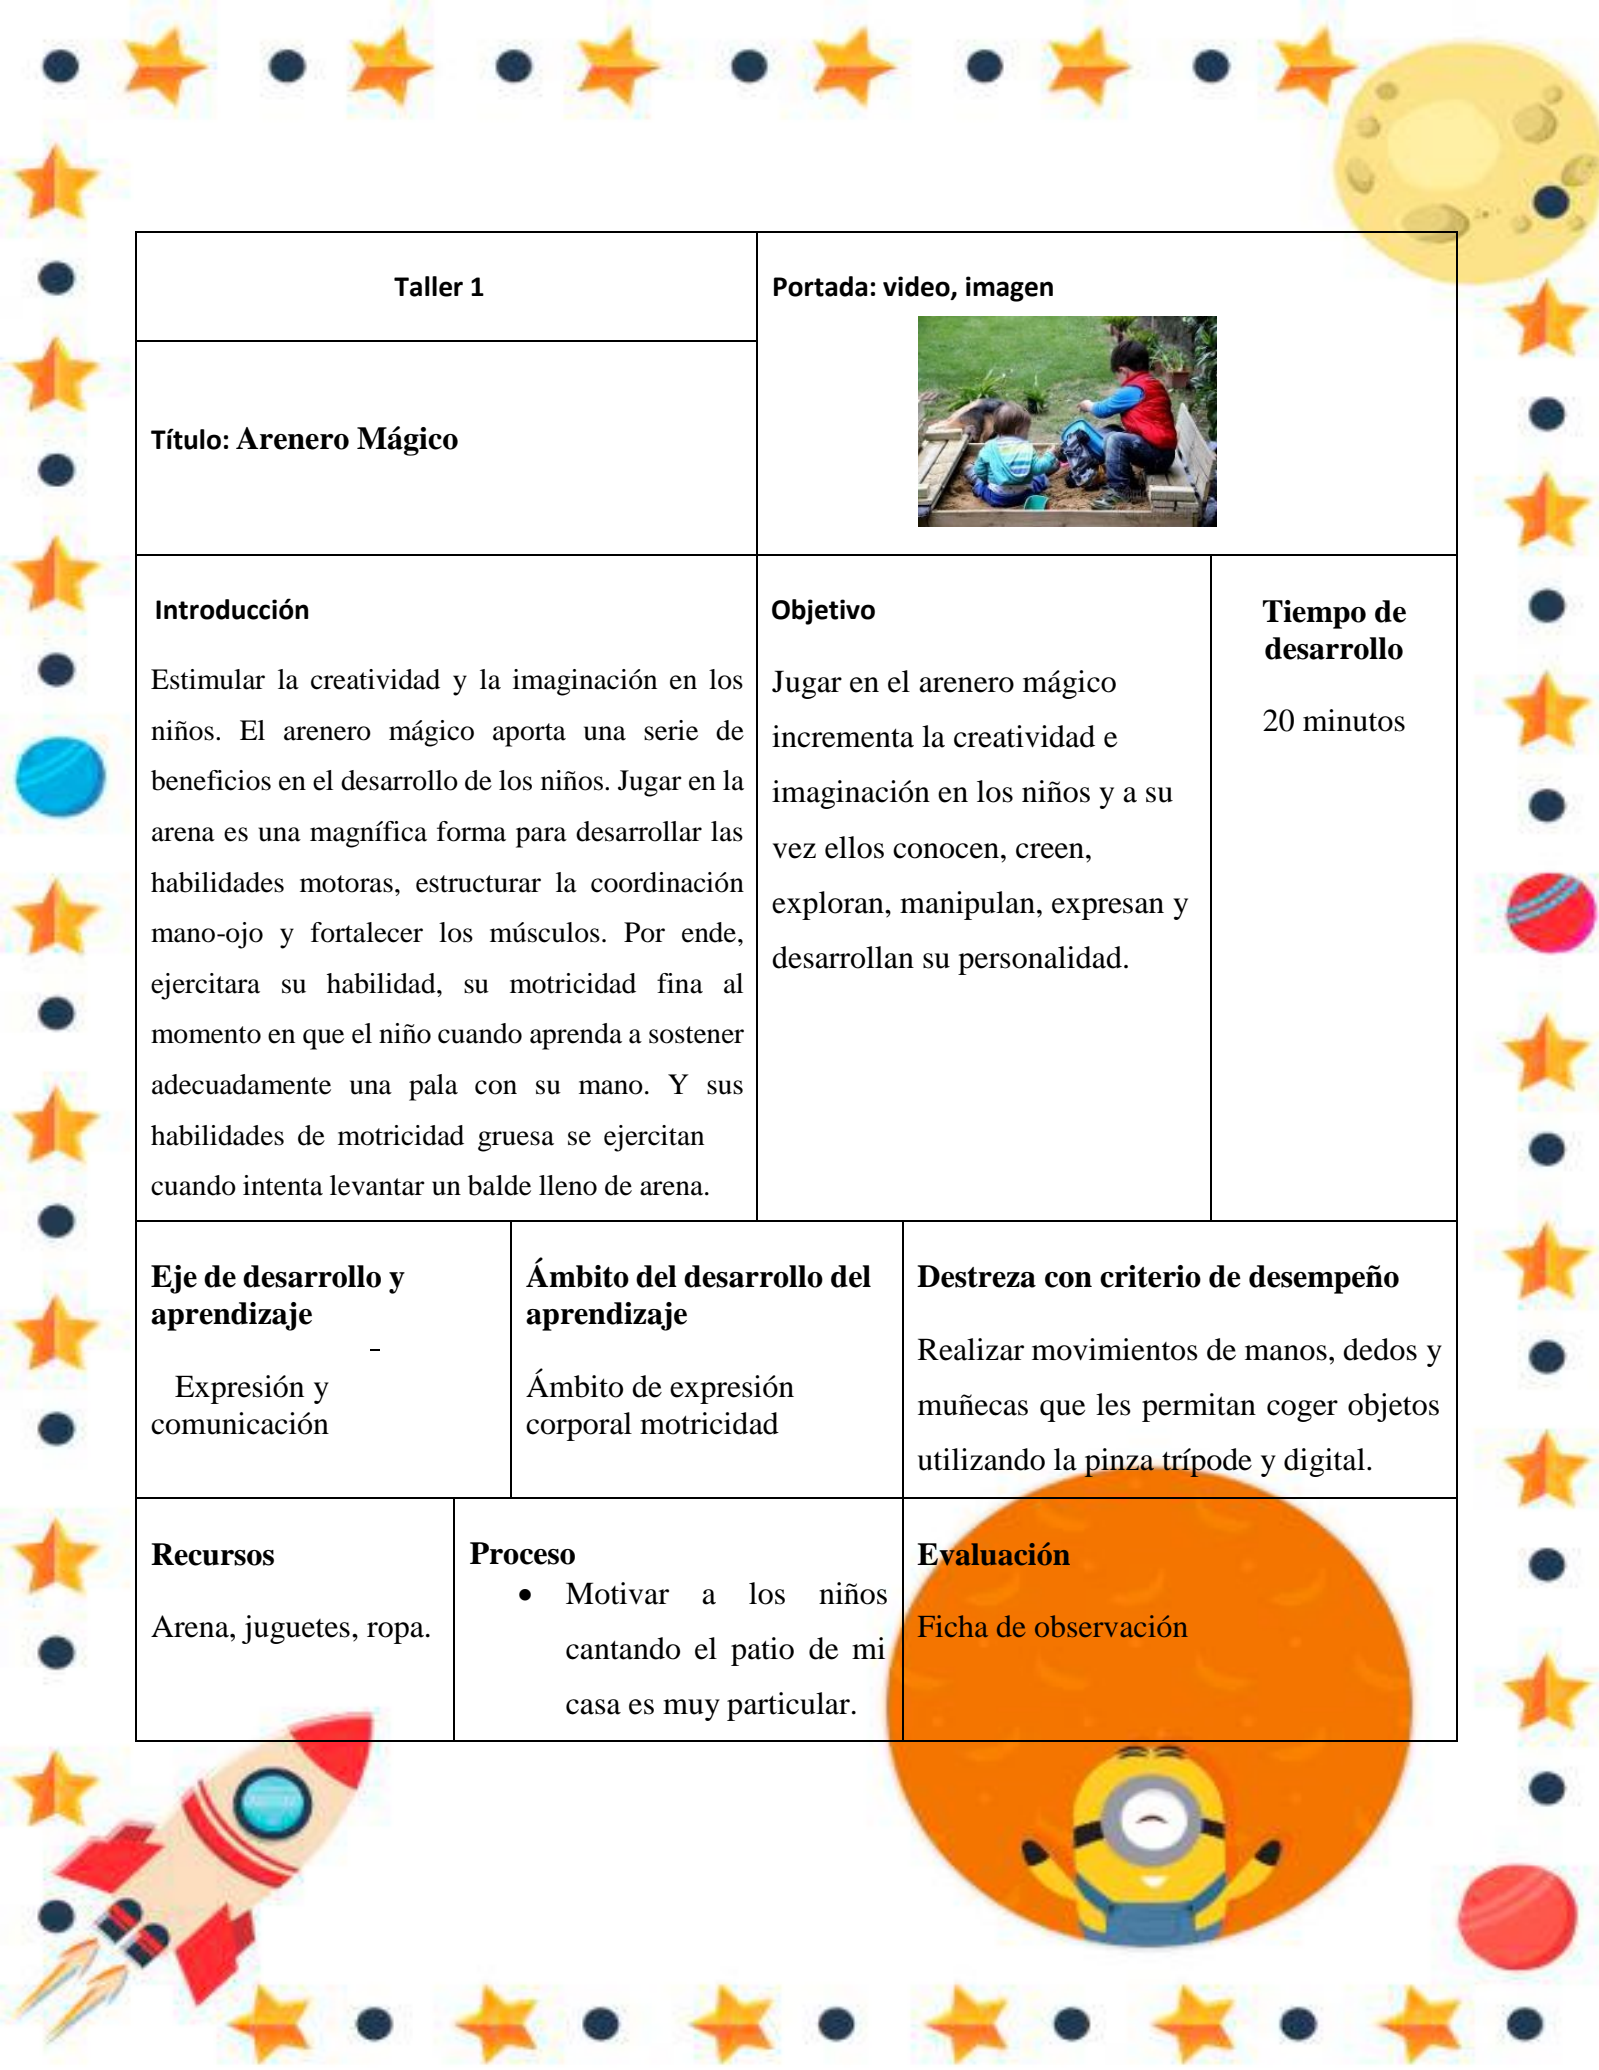 Taller 1
Portada: video, imagen
Título: Arenero Mágico
Introducción
Estimular la creatividad y la imaginación en los
niños. El arenero mágico aporta una serie de
beneficios en el desarrollo de los niños. Jugar en la
arena es una magnífica forma para desarrollar las
habilidades motoras, estructurar la coordinación
mano-ojo y fortalecer los músculos. Por ende,
ejercitara su habilidad, su motricidad fina al
momento en que el niño cuando aprenda a sostener
adecuadamente una pala con su mano. Y sus
habilidades de motricidad gruesa se ejercitan
cuando intenta levantar un balde lleno de arena.
Objetivo
Jugar en el arenero mágico
incrementa la creatividad e
imaginación en los niños y a su
vez ellos conocen, creen,
exploran, manipulan, expresan y
desarrollan su personalidad.
Tiempo de
desarrollo
20 minutos
Eje de desarrollo y
aprendizaje
Expresión y
comunicación
Ámbito del desarrollo del
aprendizaje
Ámbito de expresión
corporal motricidad
Destreza con criterio de desempeño
Realizar movimientos de manos, dedos y
muñecas que les permitan coger objetos
utilizando la pinza trípode y digital.
Recursos
Arena, juguetes, ropa.
Proceso
• Motivar a los niños
cantando el patio de mi
casa es muy particular.
Evaluación
Ficha de observación